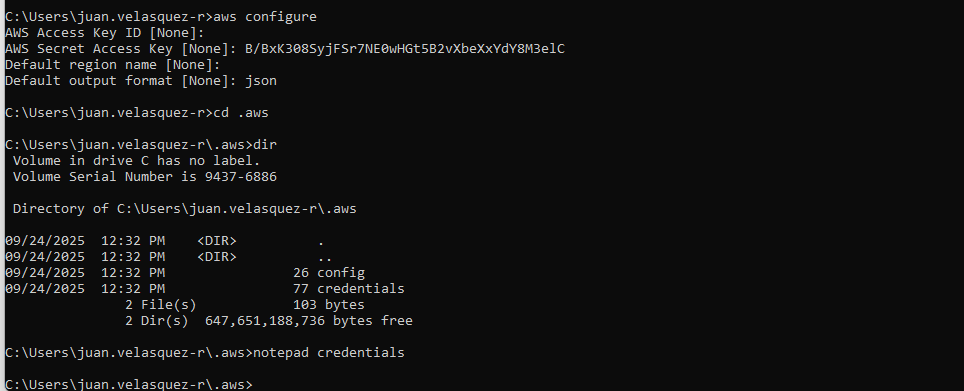 C:\Users\juan.velasquez-r>aws configure
AWS Access Key ID [None]:
AWS Secret Access Key [None]: B/BxK308SyjFSr7NE0wHGt5B2vXbeXxYdY8M3elC
Default region name [None]:
Default output format [None]: json
C:\Users\juan.velasquez-r>cd .aws
C:\Users\juan.velasquez-r\.aws>dir
Volume in drive C has no label.
Volume Serial Number is 9437-6886
Directory of C:\Users\juan.velasquez-r\.aws
09/24/2025 12:32 PM <DIR> .
09/24/2025 12:32 PM <DIR> ..
09/24/2025 12:32 PM 26 config
09/24/2025 12:32 PM 77 credentials
2 File(s) 103 bytes
2 Dir(s) 647,651,188,736 bytes free
C:\Users\juan.velasquez-r\.aws>notepad credentials
C:\Users\juan.velasquez-r\.aws>